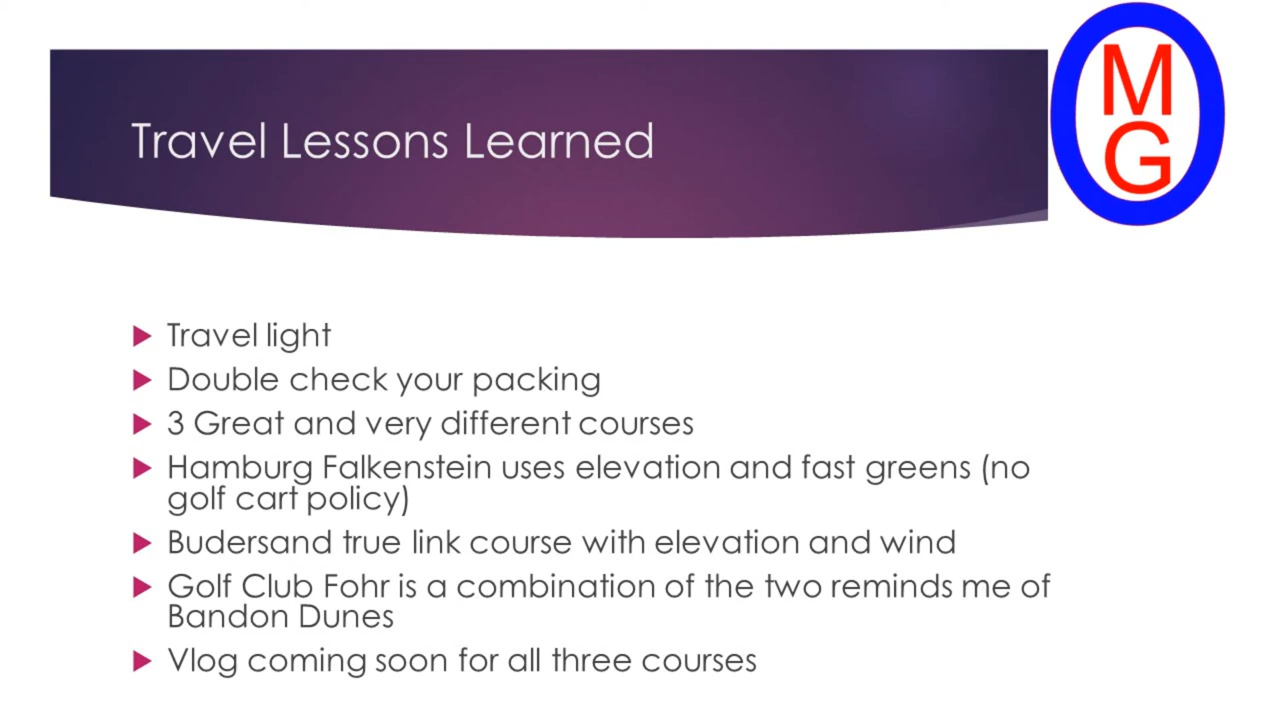 Travel Lessons Learned
M
G
Travel light
Double check your packing
3 Great and very different courses
Hamburg Falkenstein uses elevation and fast greens (no
golf cart policy)
Budersand true link course with elevation and wind
Golf Club Fohr is a combination of the two reminds me of
Bandon Dunes
Vlog coming soon for all three courses